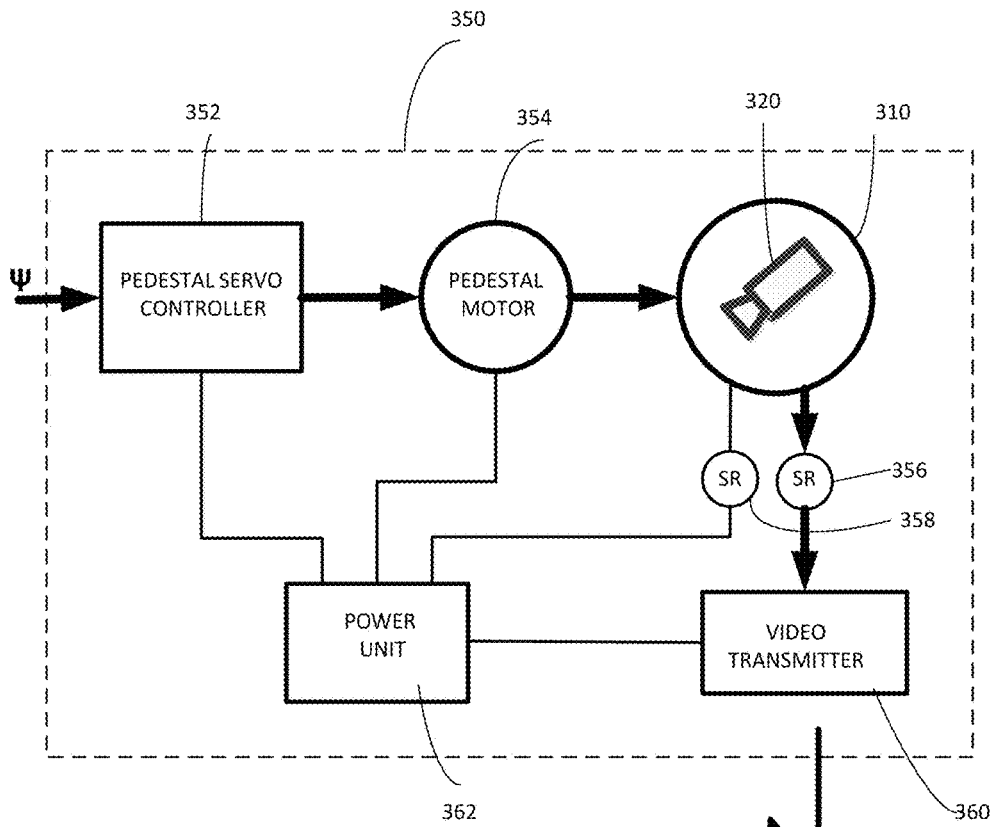 350
352
354
320
310
Ψ
PEDESTAL SERVO
CONTROLLER
PEDESTAL
MOTOR
SR
SR
356
358
POWER
UNIT
VIDEO
TRANSMITTER
362
360